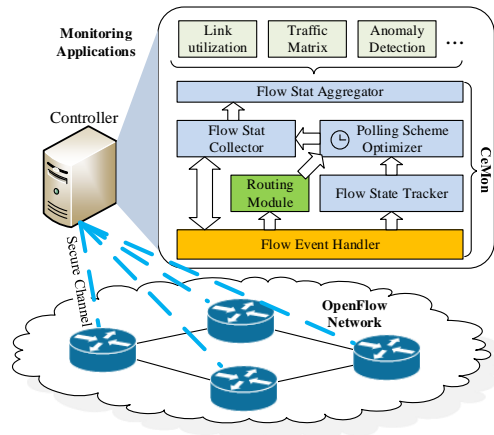 Monitoring
Applications
Link
utilization
Traffic
Matrix
Anomaly
Detection
...
Flow Stat Aggregator
Controller
Flow Stat
Collector
Polling Scheme
Optimizer
CeMon
Routing
Module
Flow State Tracker
Flow Event Handler
Secure Channel
OpenFlow
Network